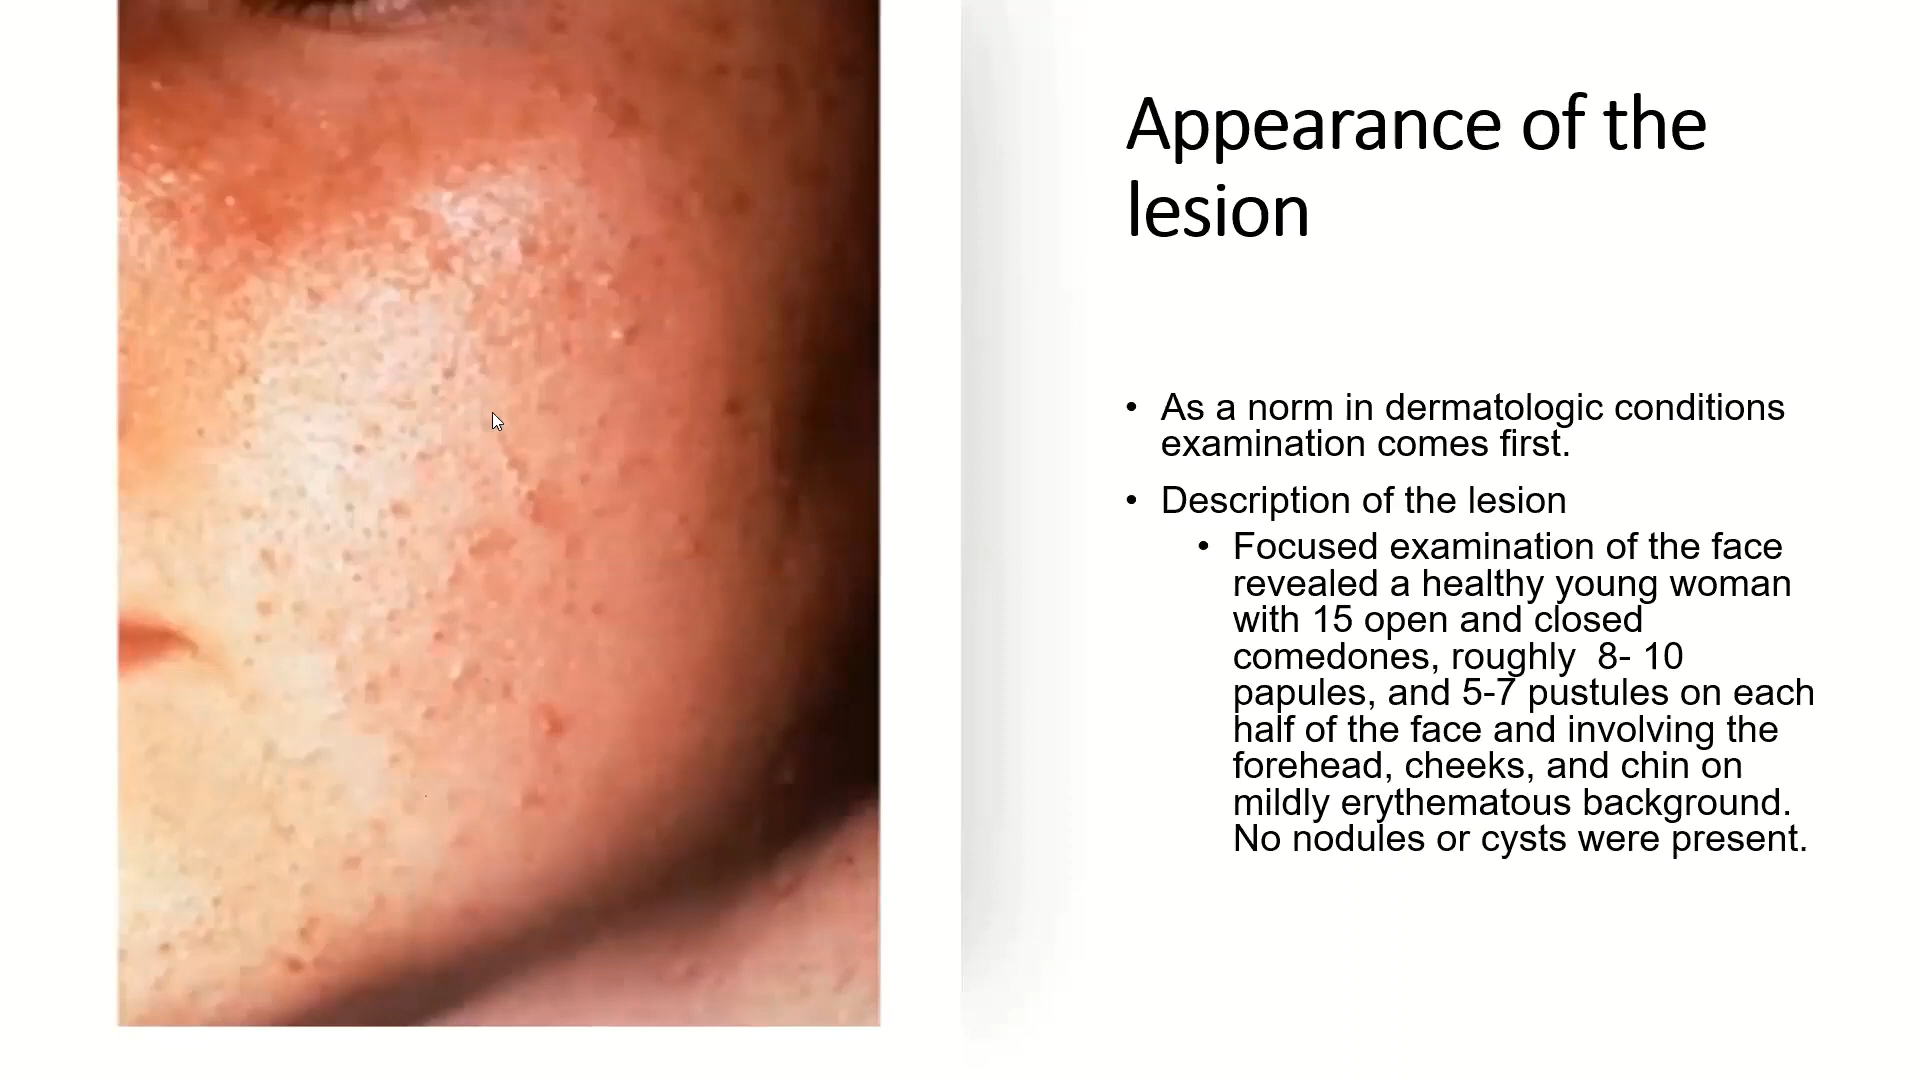 Appearance of the
lesion
• As a norm in dermatologic conditions
examination comes first.
• Description of the lesion
• Focused examination of the face
revealed a healthy young woman
with 15 open and closed
comedones, roughly  8- 10
papules, and 5-7 pustules on each
half of the face and involving the
forehead, cheeks, and chin on
mildly erythematous background.
No nodules or cysts were present.